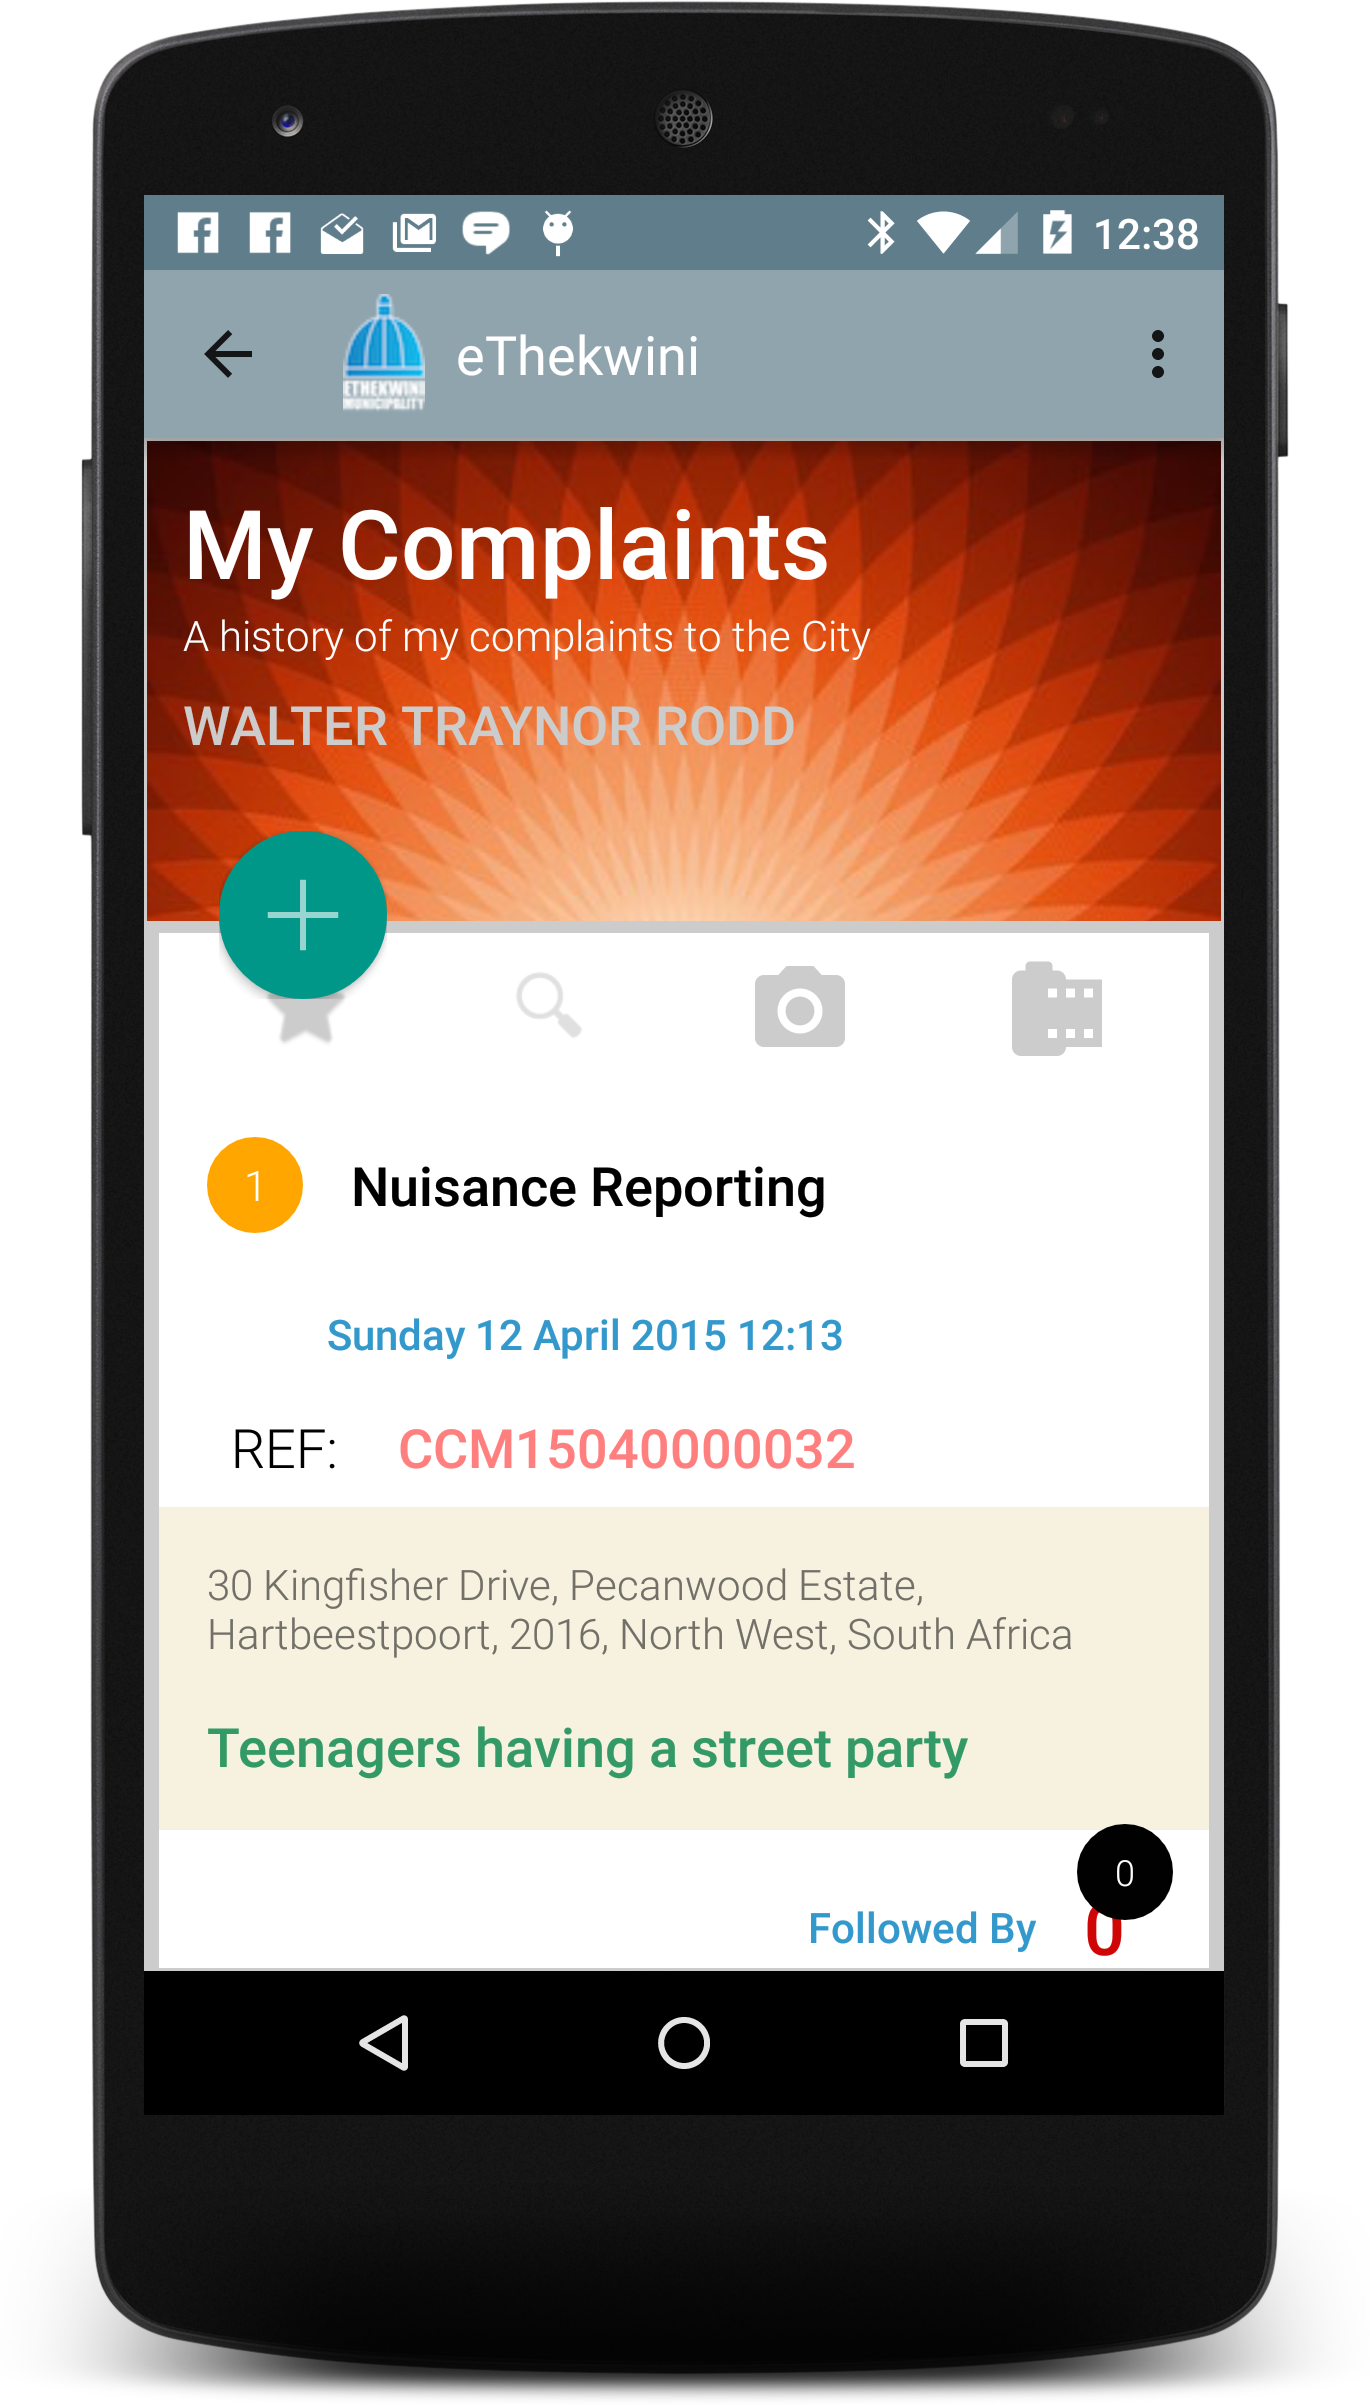 12:38
ETHEKWINI
MUNICIPALITY
eThekwini
My Complaints
A history of my complaints to the City
WALTER TRAYNOR RODD
1
Nuisance Reporting
Sunday 12 April 2015 12:13
REF: CCM15040000032
30 Kingfisher Drive, Pecanwood Estate,
Hartbeestpoort, 2016, North West, South Africa
Teenagers having a street party
0
Followed By 0